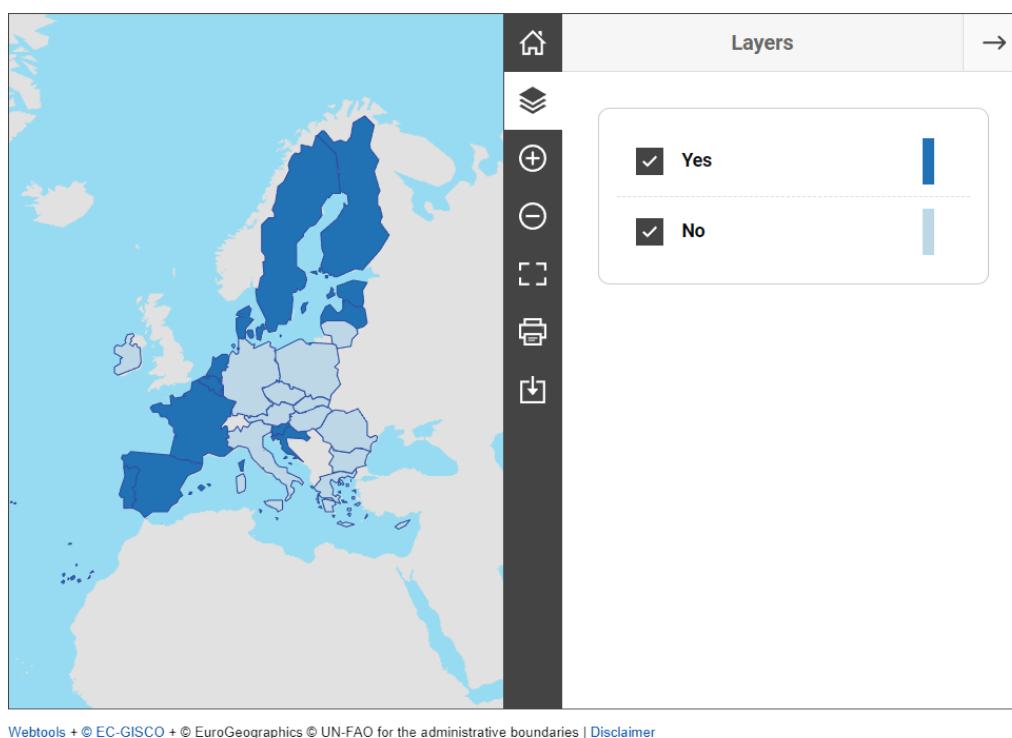 Layers
Yes
No
Webtools + © EC-GISCO + © EuroGeographics © UN-FAO for the administrative boundaries | Disclaimer